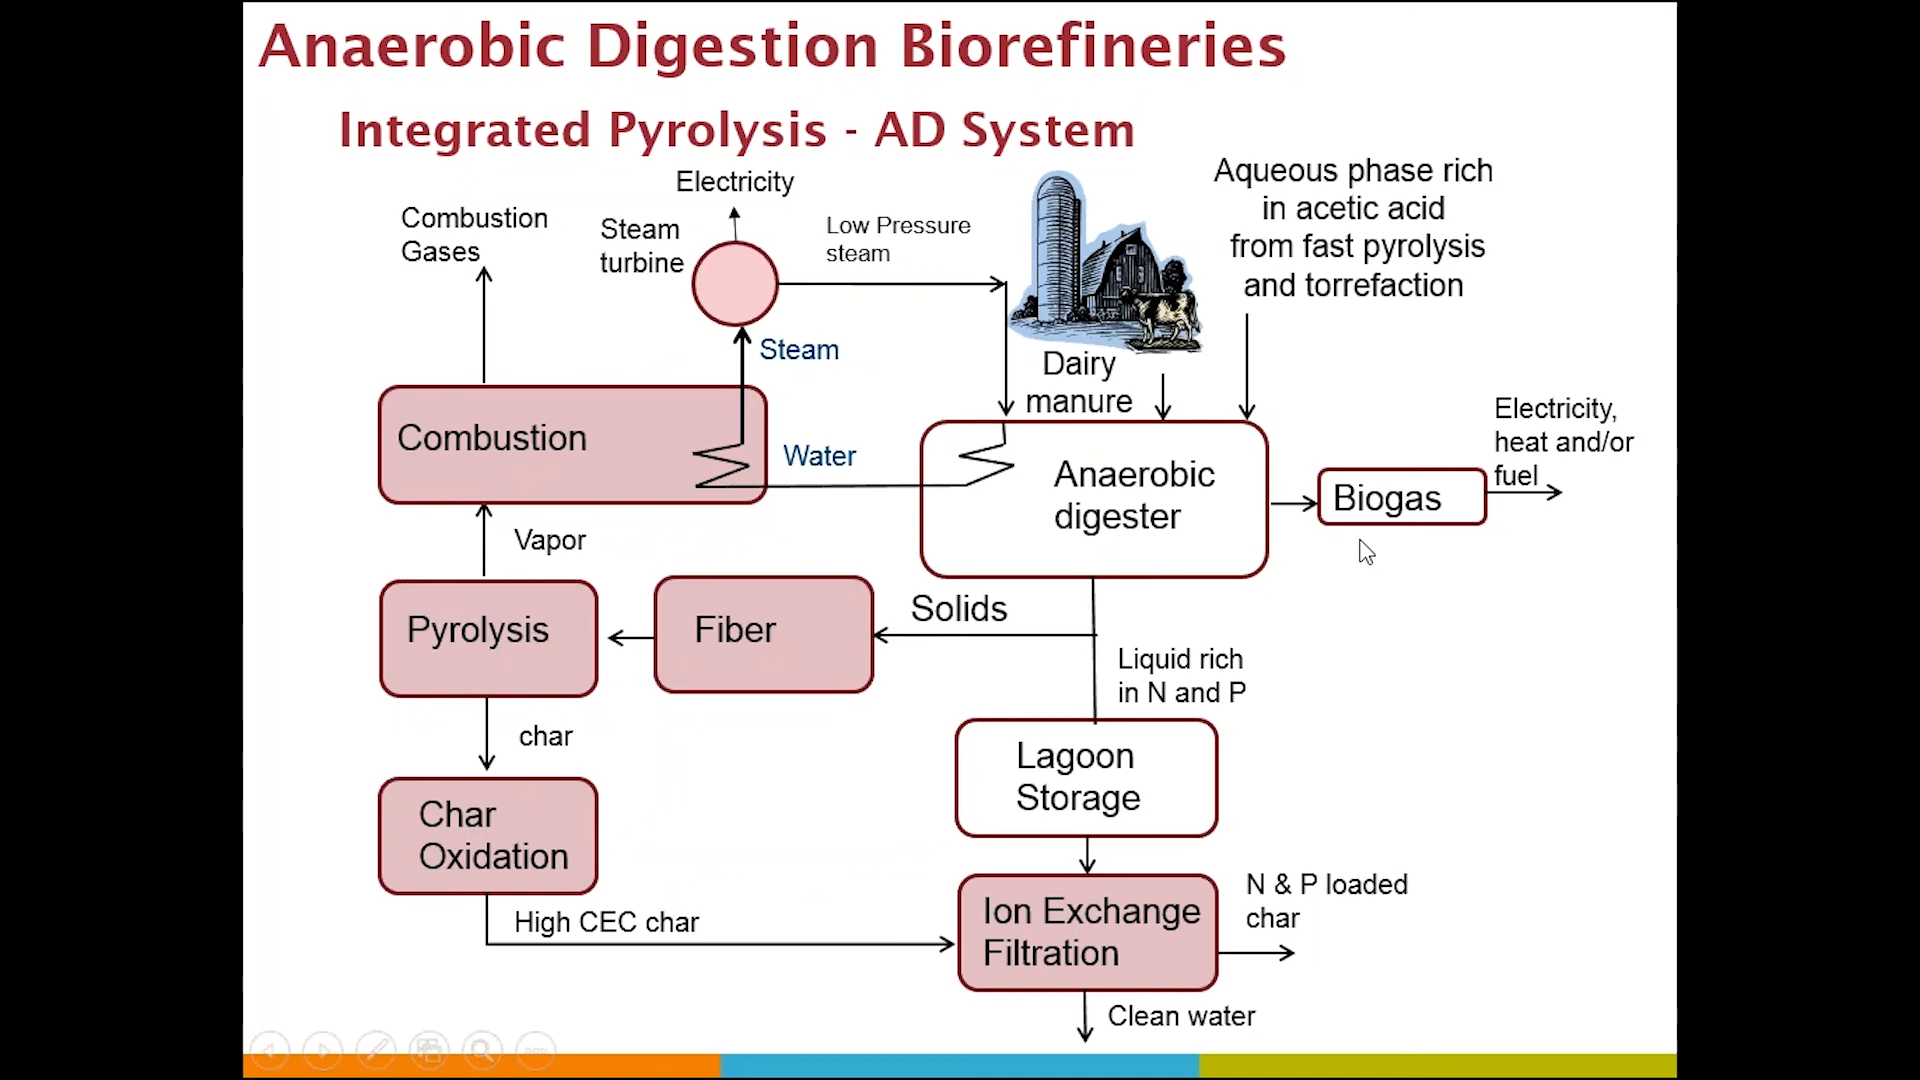 Anaerobic Digestion Biorefineries
Integrated Pyrolysis - AD System
Electricity
Combustion
Gases
Steam
turbine
Low Pressure
steam
Aqueous phase rich
in acetic acid
from fast pyrolysis
and torrefaction
Steam
Dairy
manure
Combustion
Water
Anaerobic
digester
Electricity,
heat and/or
fuel
Biogas
Vapor
Pyrolysis
Fiber
Solids
Liquid rich
in N and P
char
Lagoon
Storage
Char
Oxidation
High CEC char
Ion Exchange
Filtration
N & P loaded
char
Clean water